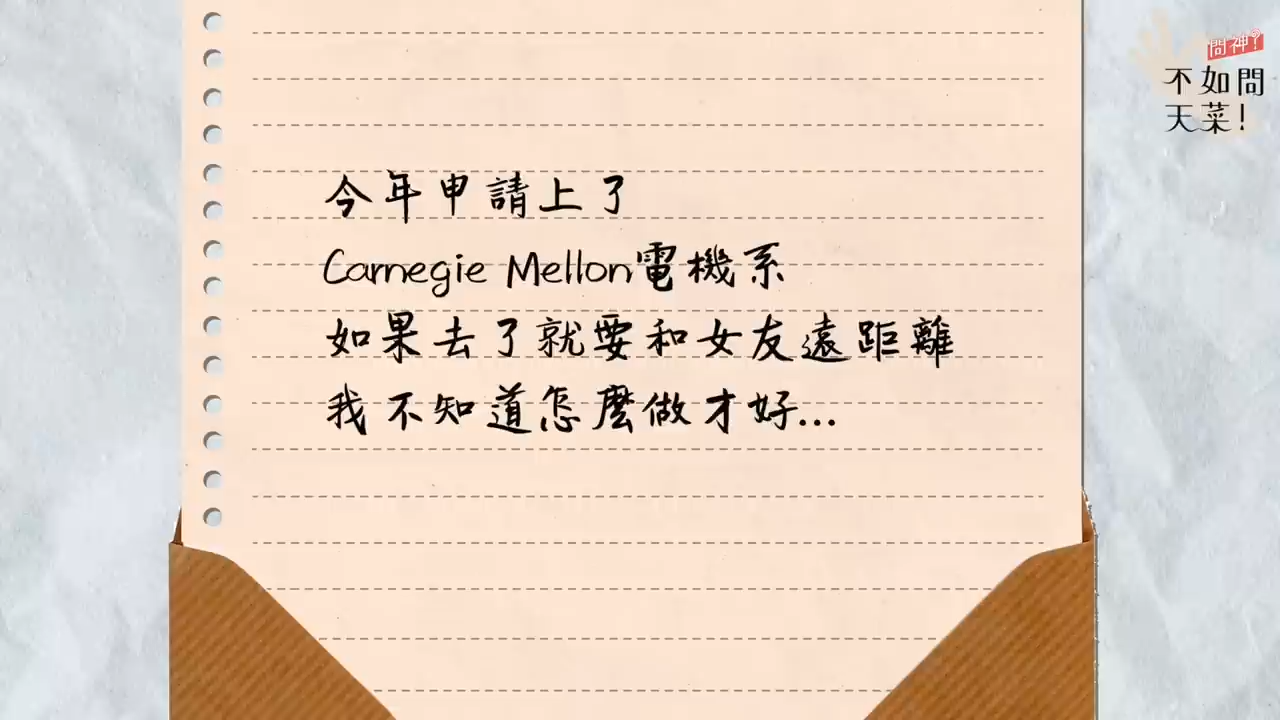 問神?
不如問
天菜!
今年申請上了
Carnegie Mellon電機系
如果去了就要和女友遠距離
我不知道怎麼做才好...